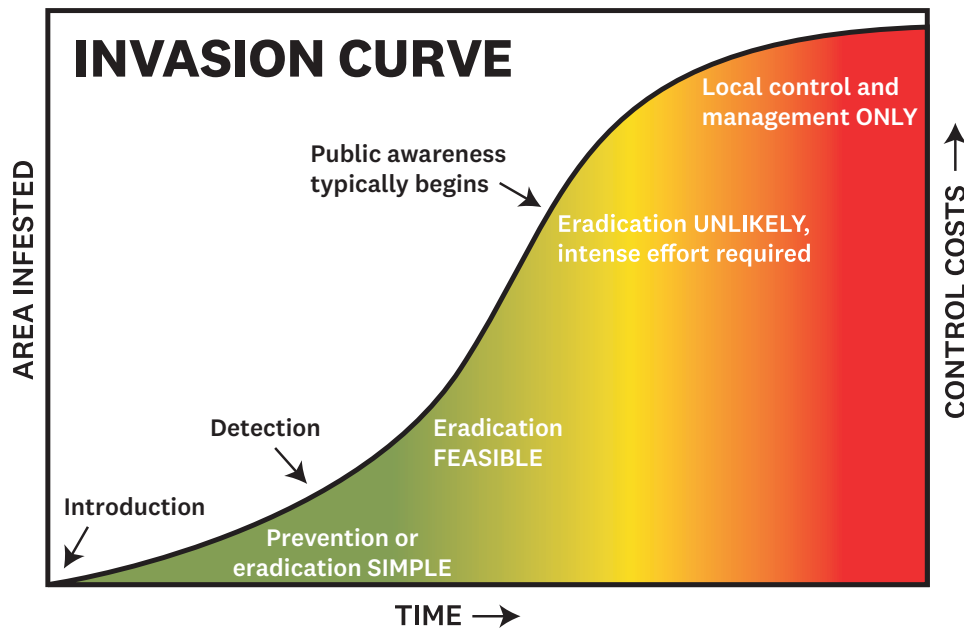 INVASION CURVE
Local control and
management ONLY
Public awareness
typically begins
Eradication UNLIKELY,
intense effort required
AREA INFESTED
CONTROL COSTS
Detection
Eradication
FEASIBLE
Introduction
Prevention or
eradication SIMPLE
TIME